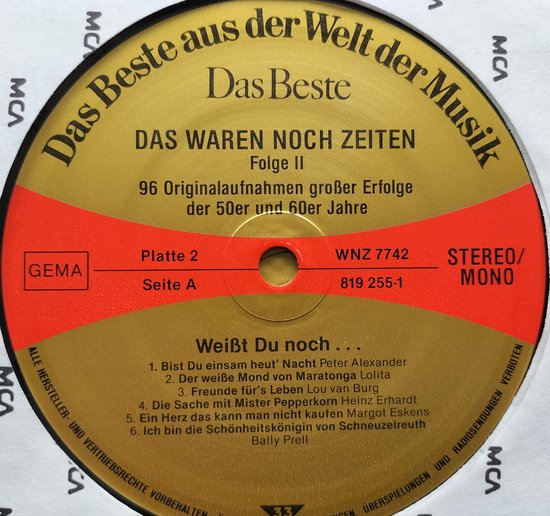 Das Beste aus der Welt der Musik
Das Beste
DAS WAREN NOCH ZEITEN
Folge II
96 Originalaufnahmen großer Erfolge
der 50er und 60er Jahre
GEMA
Platte 2
WNZ 7742
Seite A
819 255-1
STEREO/
MONO
Weißt Du noch . . .
1. Bist Du einsam heut' Nacht Peter Alexander
2. Der weiße Mond von Maratonga Lolita
3. Freunde für's Leben Lou van Burg
4. Die Sache mit Mister Pepperkorn Heinz Erhardt
5. Ein Herz das kann man nicht kaufen Margot Eskens
6. Ich bin die Schönheitskönigin von Schneuzelreuth
Bally Prell
ALLE HERSTELLER- UND VERTRIEBSRECHTE VORBEHALTEN
ÜBERSPIELUNGEN UND RADIOSENDUNGEN VERBOTEN
33
MCA
MCA
MCA
MCA
MCA
MCA
MCA